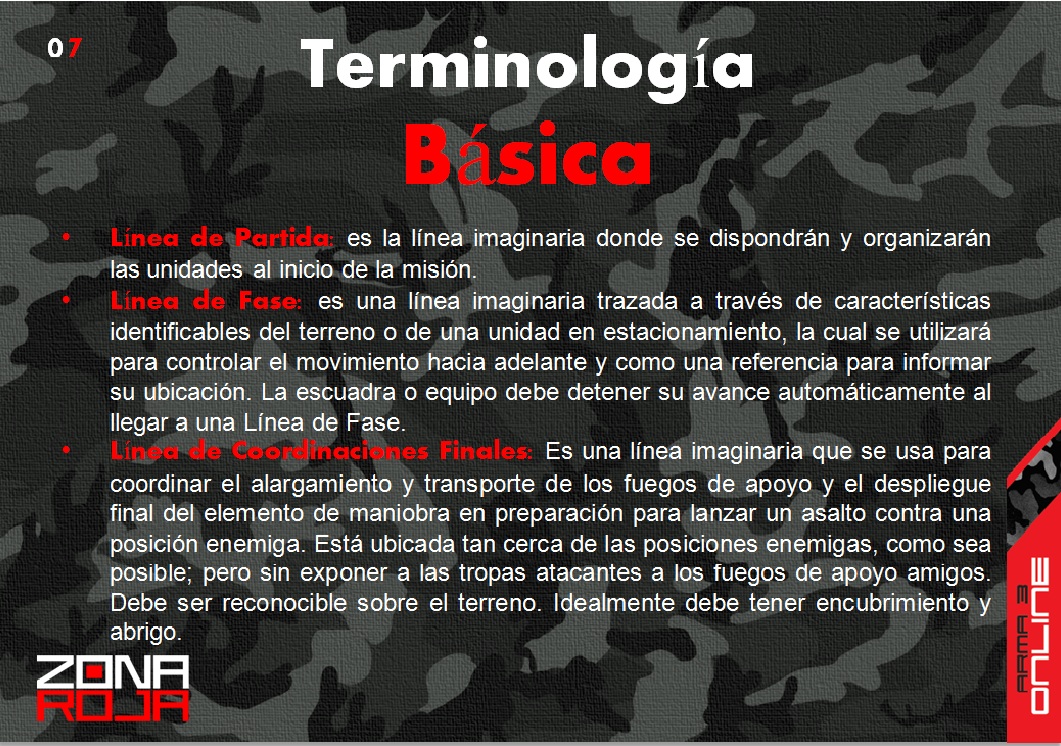 07
Terminología
Básica
• Línea de Partida: es la línea imaginaria donde se dispondrán y organizarán
las unidades al inicio de la misión.
• Línea de Fase: es una línea imaginaria trazada a través de características
identificables del terreno o de una unidad en estacionamiento, la cual se utilizará
para controlar el movimiento hacia adelante y como una referencia para informar
su ubicación. La escuadra o equipo debe detener su avance automáticamente al
llegar a una Línea de Fase.
• Línea de Coordinaciones Finales: Es una línea imaginaria que se usa para
coordinar el alargamiento y transporte de los fuegos de apoyo y el despliegue
final del elemento de maniobra en preparación para lanzar un asalto contra una
posición enemiga. Está ubicada tan cerca de las posiciones enemigas, como sea
posible; pero sin exponer a las tropas atacantes a los fuegos de apoyo amigos.
Debe ser reconocible sobre el terreno. Idealmente debe tener encubrimiento y
abrigo.
ZONA
ROJA
ARMA 3
ONLINE